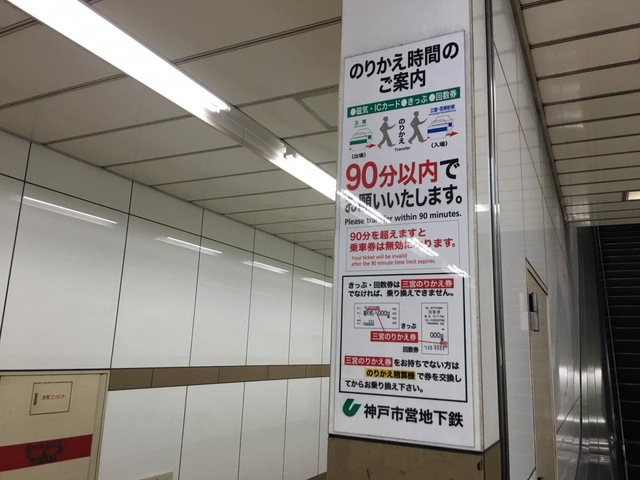 のりかえ時間の
ご案内
●磁気・ICカード●きっぷ●回数券
三宮
三宮・花時計前
のりかえ
Transfer
(出場)
(入場)
90分以内で
お願いいたします。
Please transfer within 90 minutes.
90分を超えますと
乗車券は無効になります。
Your ticket will be invalid
after the 90 minute time limit expires.
きっぷ・回数券は三宮のりかえ券
でなければ、乗り換えできません。
000
きっぷ
000
三宮のりかえ券
回数券
三宮のりかえ券をお持ちでない方は
のりかえ精算機で券を交換し
てからお乗り換え下さい。
神戸市営地下鉄